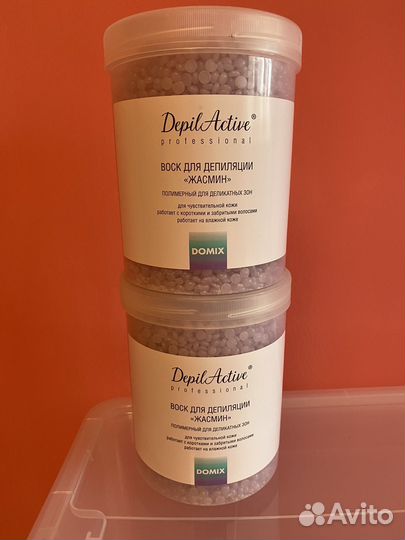 DepilActive®
professional
ВОСК ДЛЯ ДЕПИЛЯЦИИ
«ЖАСМИН»
ПОЛИМЕРНЫЙ ДЛЯ ДЕЛИКАТНЫХ ЗОН
для чувствительной кожи
работает с короткими и забритыми волосами
работает на влажной коже
DOMIX
DepilActive®
professional
ВОСК ДЛЯ ДЕПИЛЯЦИИ
«ЖАСМИН»
ПОЛИМЕРНЫЙ ДЛЯ ДЕЛИКАТНЫХ ЗОН
для чувствительной кожи
работает с короткими и забритыми волосами
работает на влажной коже
DOMIX
Avito